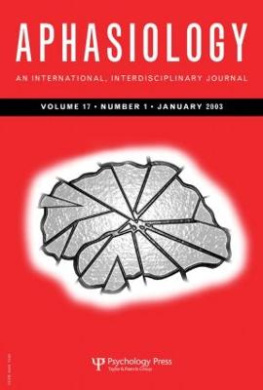 APHASIOLOGY
AN INTERNATIONAL, INTERDISCIPLINARY JOURNAL
VOLUME 17 • NUMBER 1 • JANUARY 2003
Psychology Press
Taylor & Francis Group